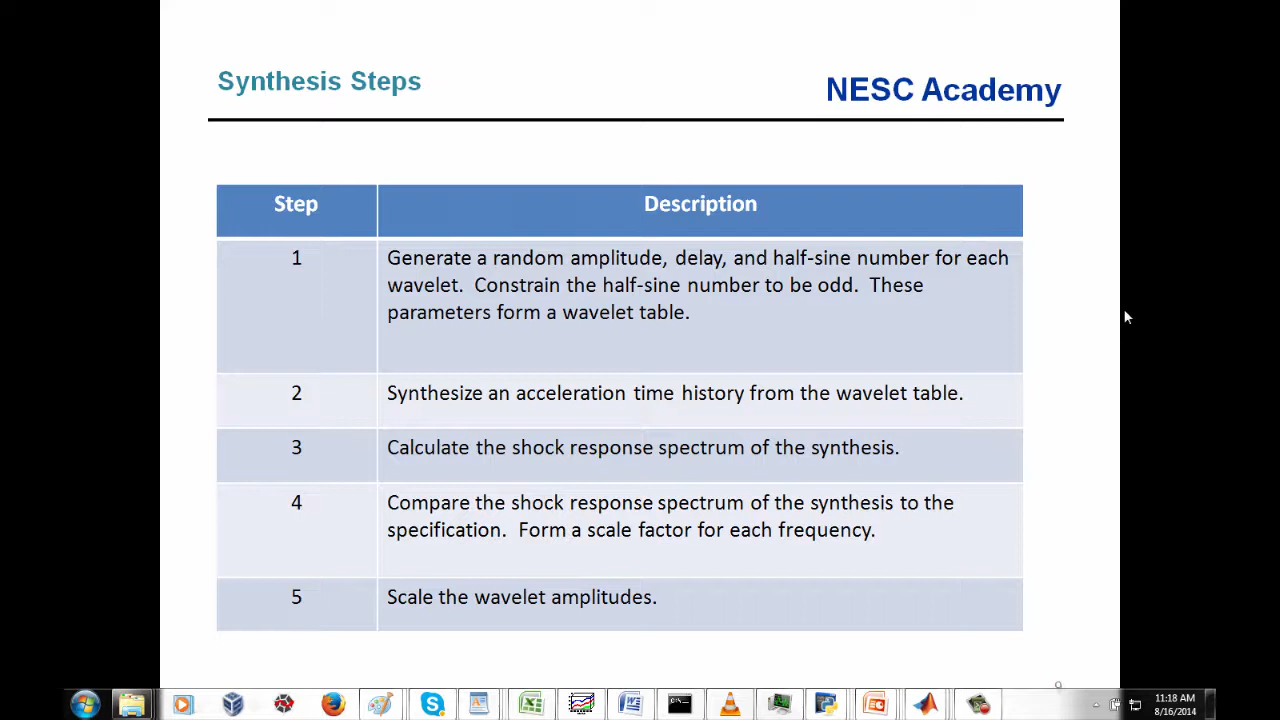 Synthesis Steps
NESC Academy
Step
Description
1
Generate a random amplitude, delay, and half-sine number for each
wavelet.  Constrain the half-sine number to be odd.  These
parameters form a wavelet table.
2
Synthesize an acceleration time history from the wavelet table.
3
Calculate the shock response spectrum of the synthesis.
4
Compare the shock response spectrum of the synthesis to the
specification.  Form a scale factor for each frequency.
5
Scale the wavelet amplitudes.
11:18 AM
8/16/2014